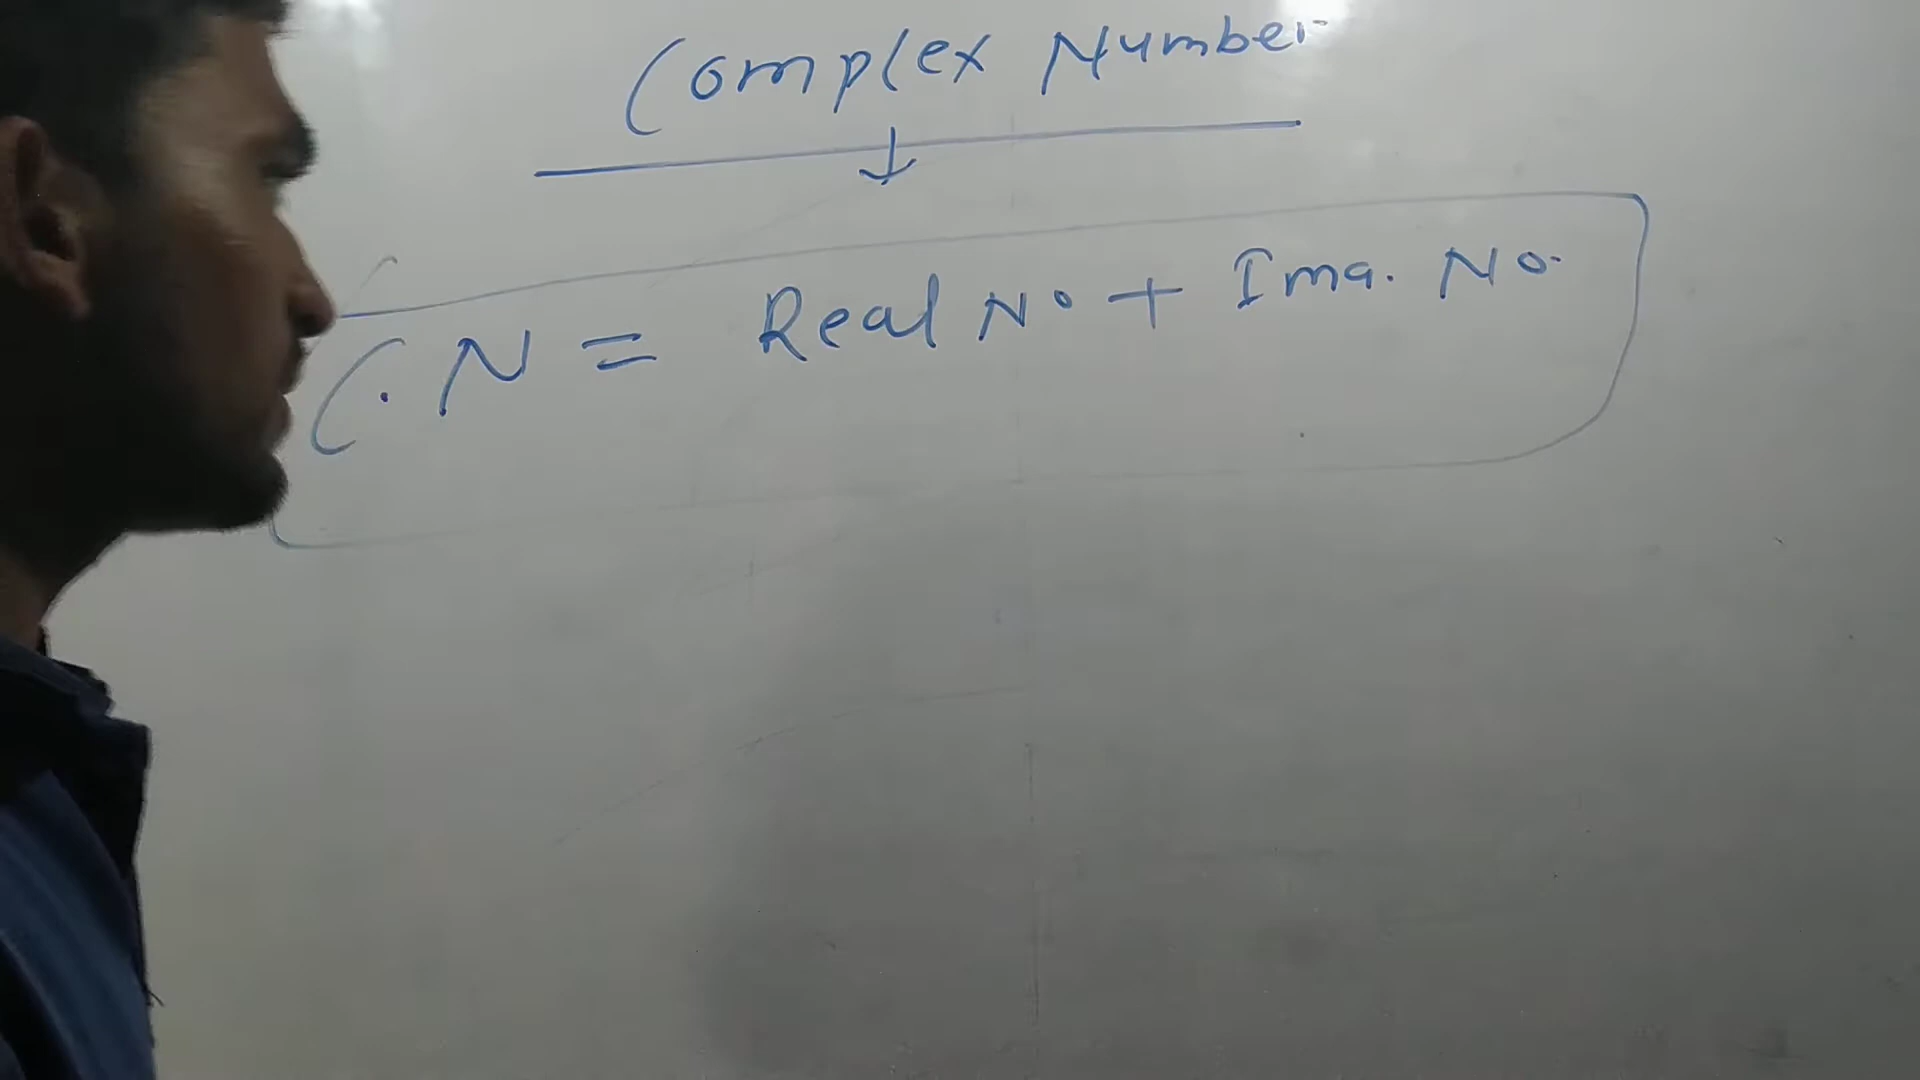 Complex Number
C.N = Real No + Ima. No.